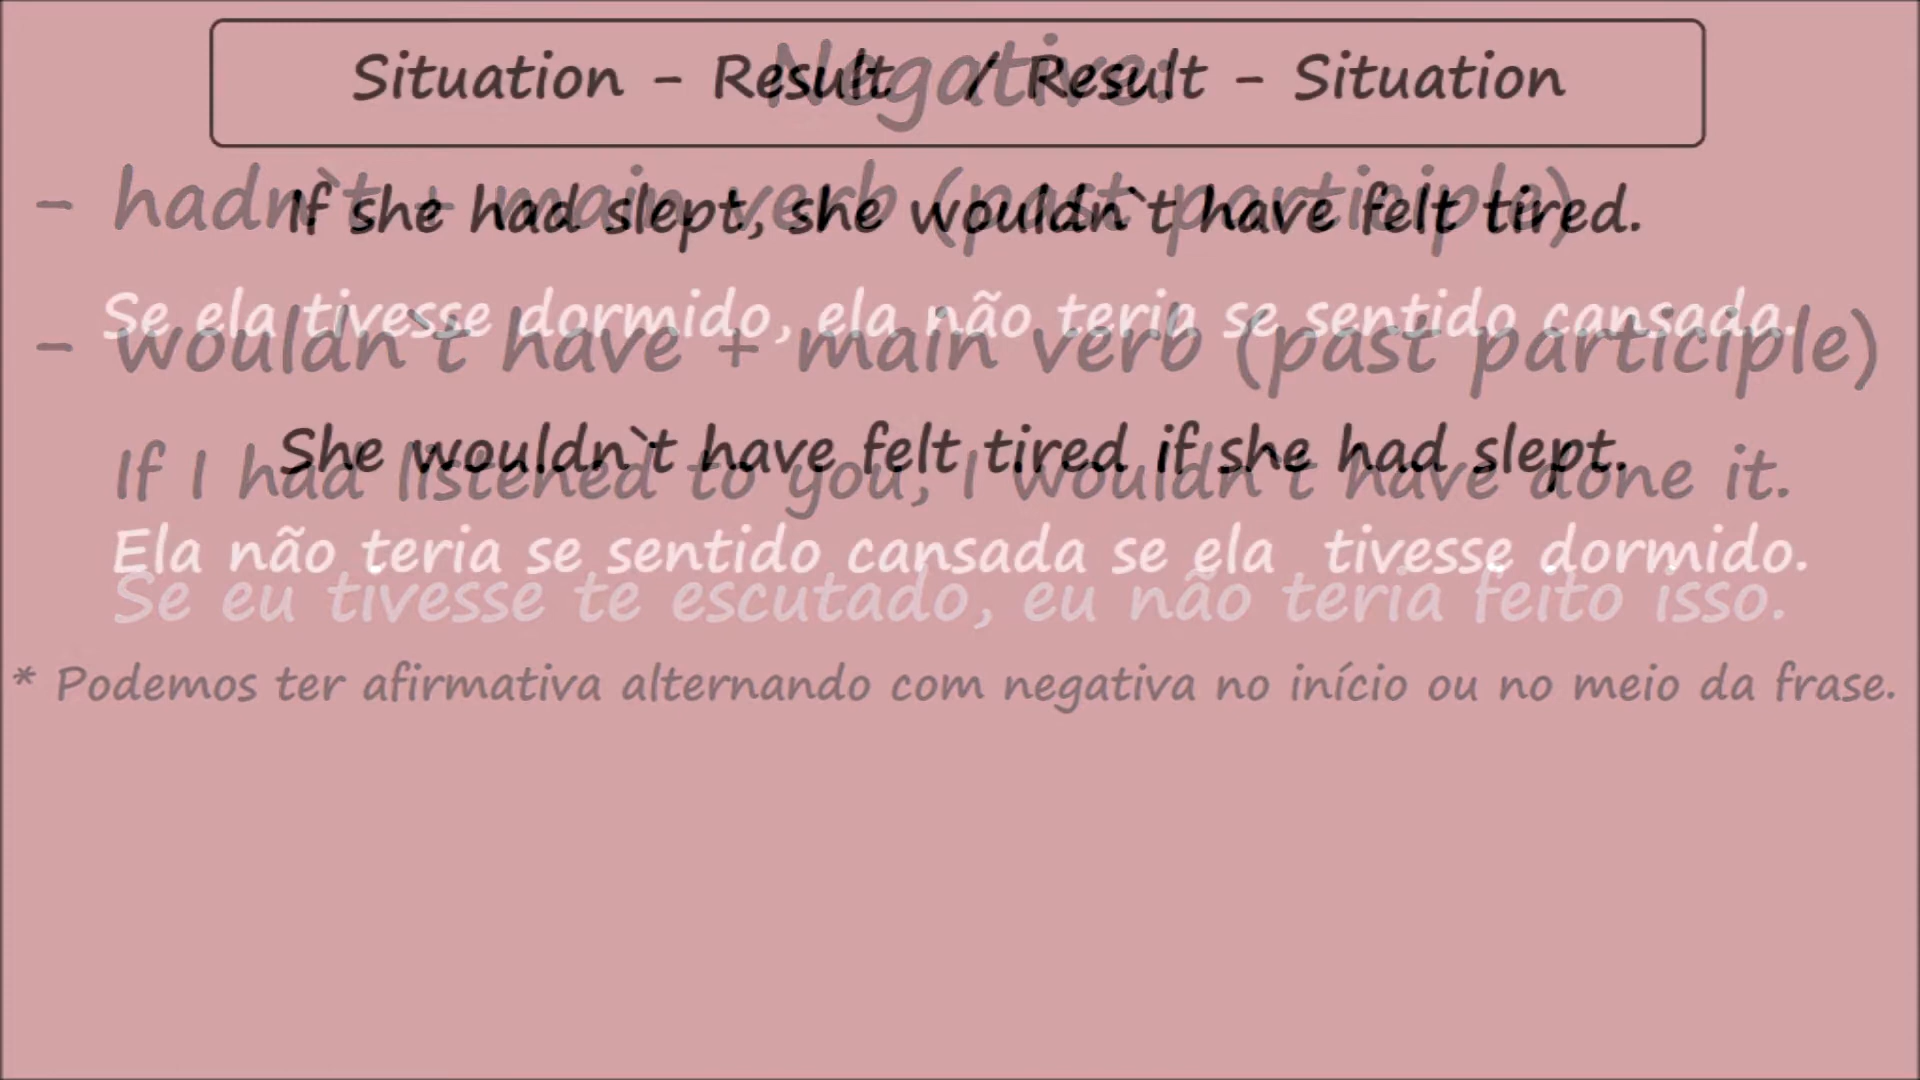 Situation - Result / Result - Situation
Negative:
- hadn`t + main verb (past participle)
If she had slept, she wouldn`t have felt tired.
Se ela tivesse dormido, ela não teria se sentido cansada.
- wouldn`t have + main verb (past participle)
She wouldn`t have felt tired if she had slept.
If I had listened to you, I wouldn`t have done it.
Ela não teria se sentido cansada se ela tivesse dormido.
Se eu tivesse te escutado, eu não teria feito isso.
* Podemos ter afirmativa alternando com negativa no início ou no meio da frase.